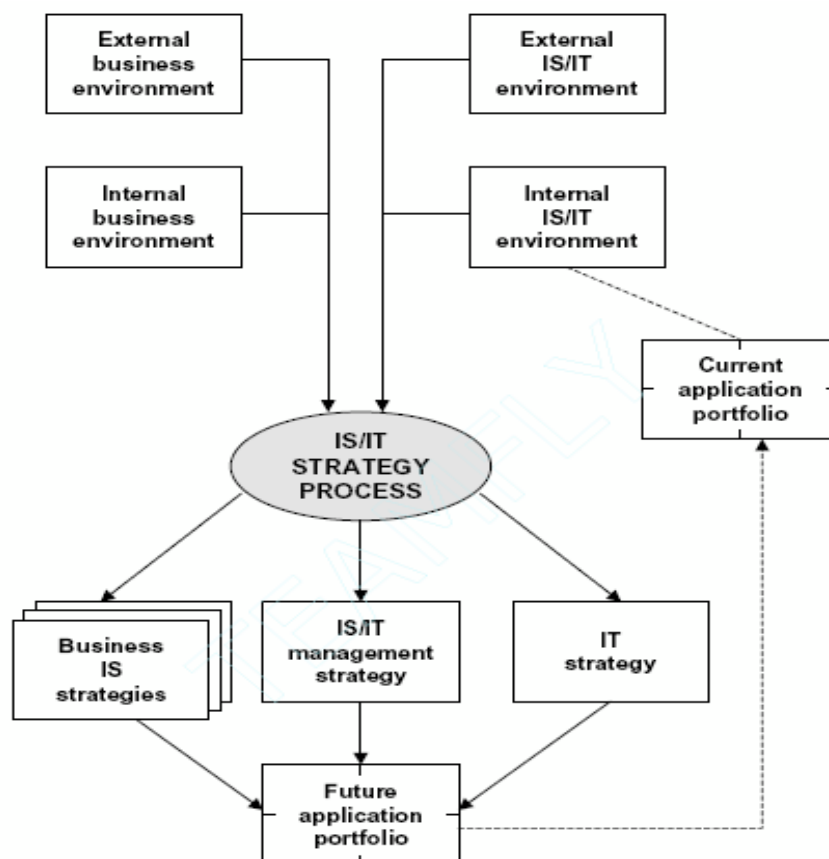 External
business
environment
External
IS/IT
environment
Internal
business
environment
Internal
IS/IT
environment
Current
application
portfolio
IS/IT
STRATEGY
PROCESS
Business
IS
strategies
IS/IT
management
strategy
IT
strategy
Future
application
portfolio
TEAMFLY